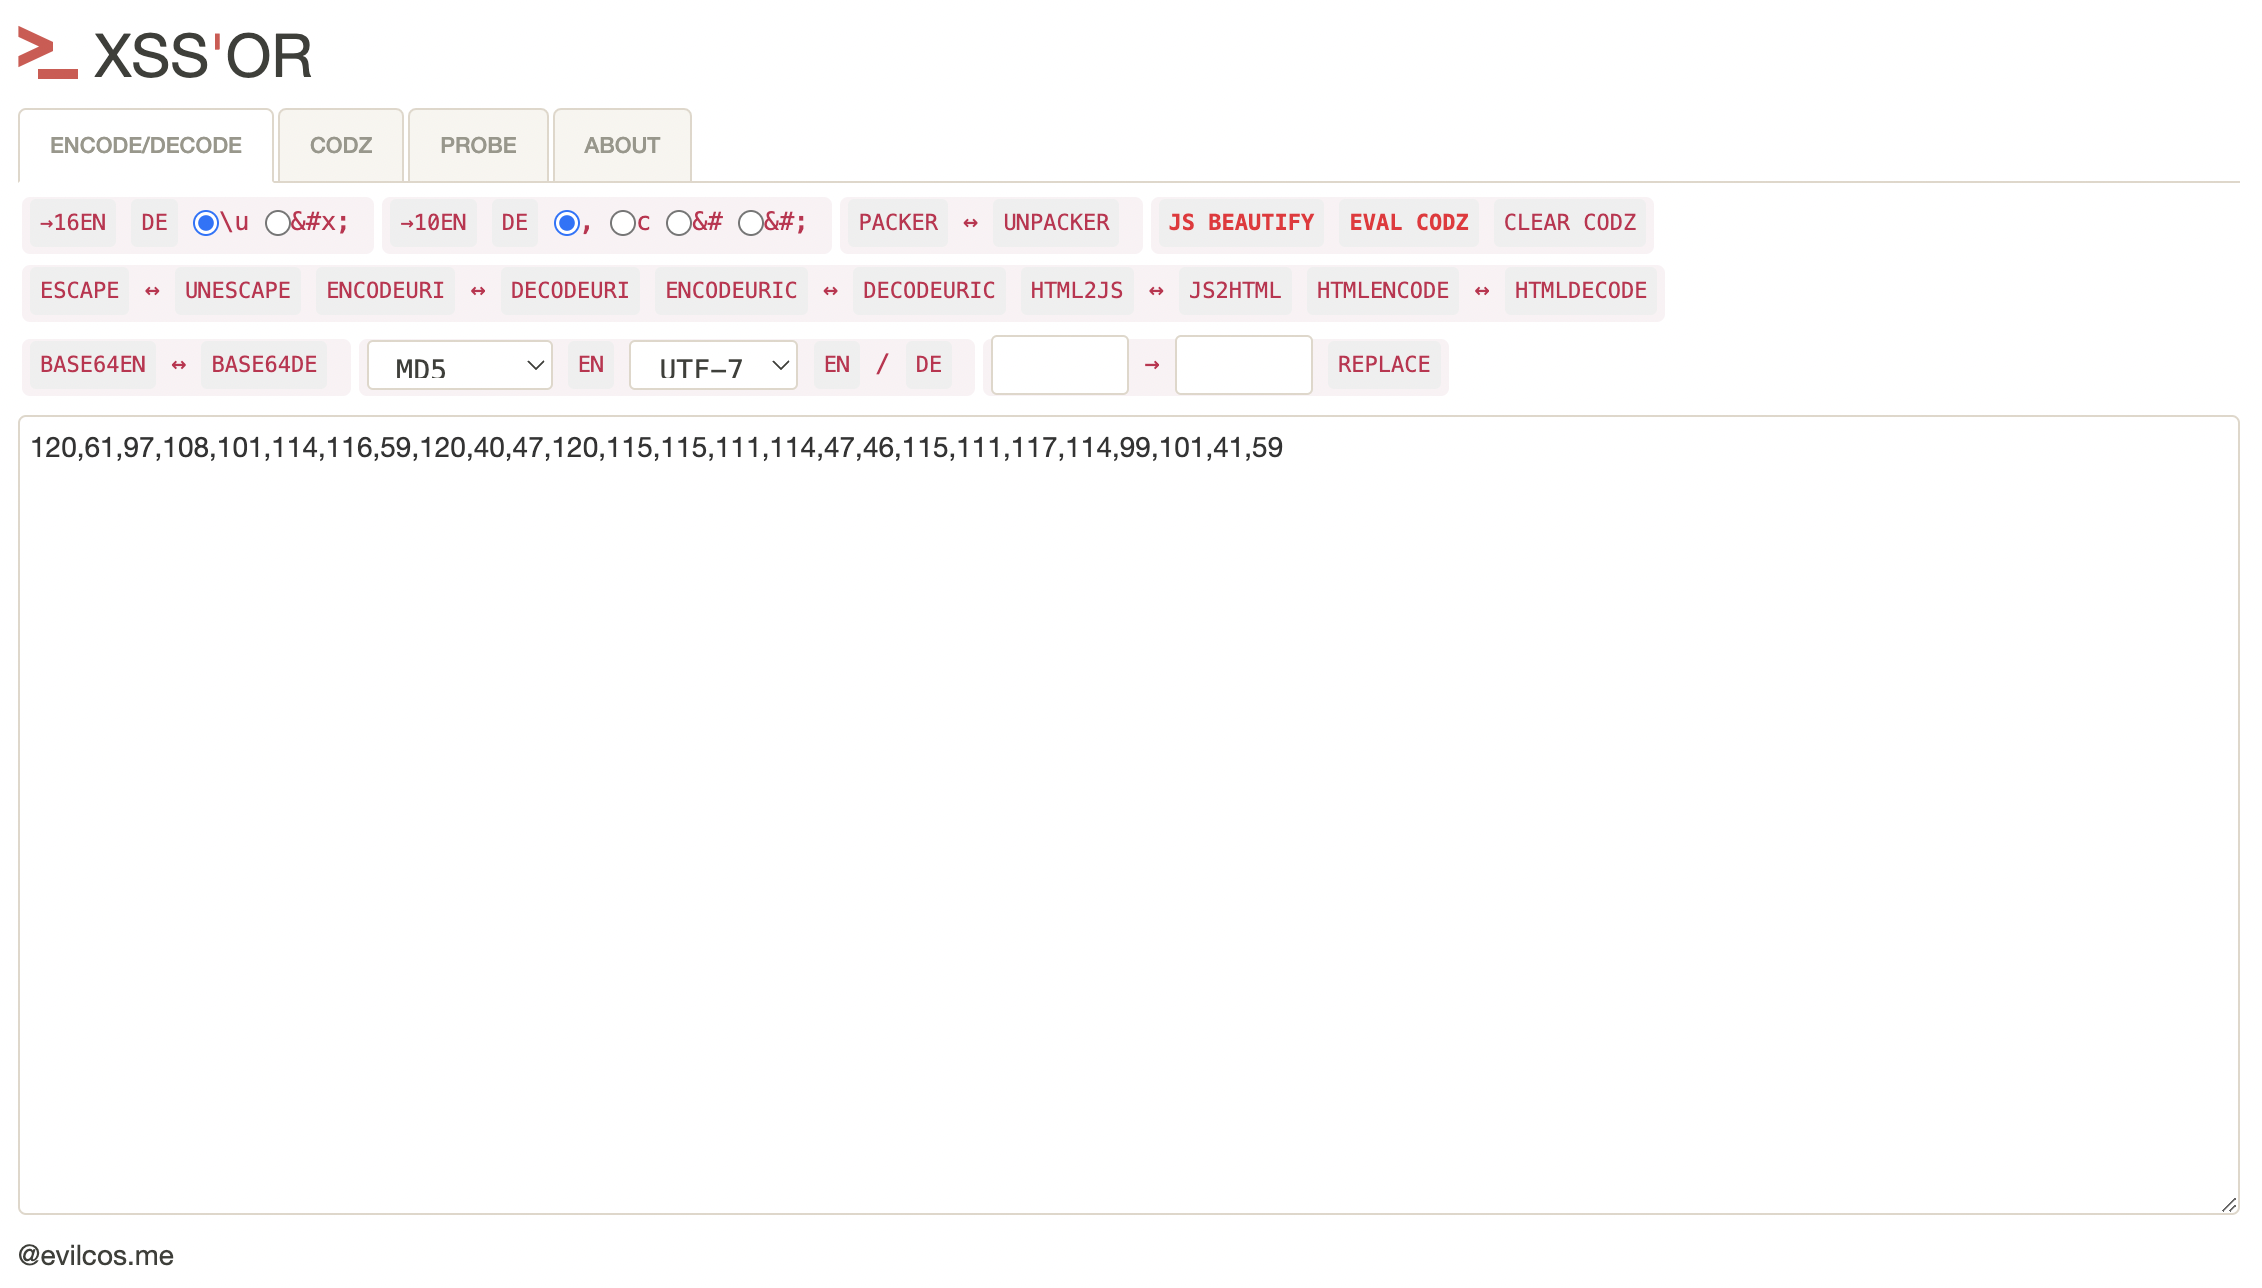 >_ XSS'OR
ENCODE/DECODE CODZ PROBE ABOUT
→16EN DE \u &#x; →10EN DE , c &# &#; PACKER ↔ UNPACKER JS BEAUTIFY EVAL CODZ CLEAR CODZ
ESCAPE ↔ UNESCAPE ENCODEURI ↔ DECODEURI ENCODEURIC ↔ DECODEURIC HTML2JS ↔ JS2HTML HTMLENCODE ↔ HTMLDECODE
BASE64EN ↔ BASE64DE MD5 EN UTF-7 EN / DE → REPLACE
120,61,97,108,101,114,116,59,120,40,47,120,115,115,111,114,47,46,115,111,117,114,99,101,41,59
@evilcos.me